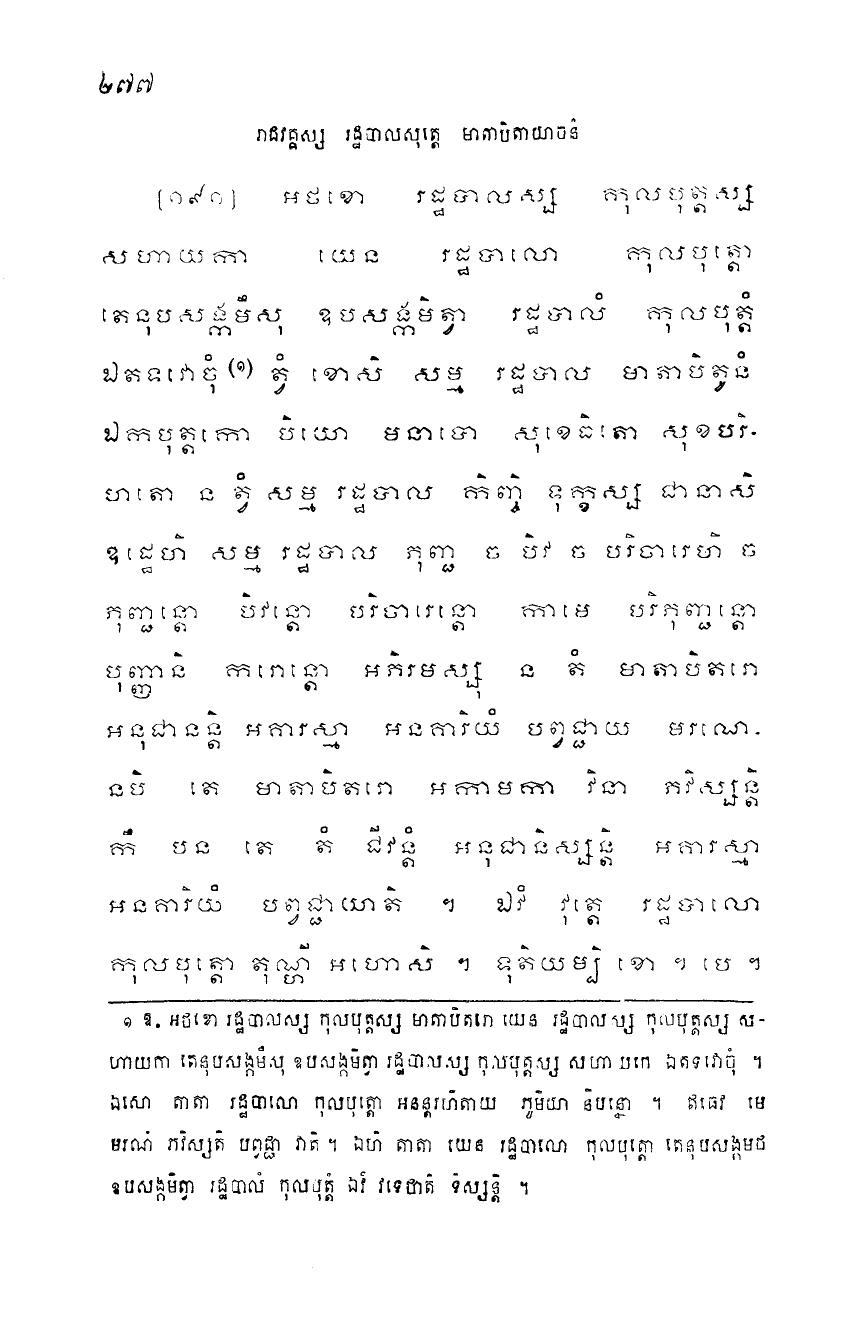 ២៧៧
រាជវគ្គស្ស រដ្ឋបាលសុត្តេ មាតាបិតាយាចនំ
[១៩១] អថខោ រដ្ឋបាលស្ស កុលបុត្តស្ស
សហាយកា យេន រដ្ឋបាលោ កុលបុត្តោ
តេនុបសង្កមឹសុ ឧបសង្កមិត្វា រដ្ឋបាលំ កុលបុត្តំ
ឯតទវោចុំ (១) ត្វំ ខោសិ សម្ម រដ្ឋបាល មាតាបិតូនំ
ឯកបុត្តកោ បិយោ មនាបោ សុខេធិតោ សុខបរិ-
ហតោ ន ត្វំ សម្ម រដ្ឋបាល កិញ្ចិ ទុក្ខស្ស ជានាសិ
ឧដ្ឋេហិ សម្ម រដ្ឋបាល ភុញ្ជ ច បិវ ច បរិចារេហិ ច
ភុញ្ជន្តោ បិវន្តោ បរិចារេន្តោ កាមេ បរិភុញ្ជន្តោ
បុញ្ញានិ ករោន្តោ អភិរមស្សុ ន តំ មាតាបិតរោ
អនុជានន្តិ អគារស្មា អនគារិយំ បព្វជ្ជាយ មរណេ-
នបិ តេ មាតាបិតរោ អកាមកា វិនា ភវិស្សន្តិ
កឹ បន តេ តំ ជីវន្តំ អនុជានិស្សន្តិ អគារស្មា
អនគារិយំ បព្វជ្ជាយាតិ ។ ឯវំ វុត្តេ រដ្ឋបាលោ
កុលបុត្តោ តុណ្ហី អហោសិ ។ ទុតិយម្បិ ខោ ។ បេ ។
១ ឱ. អថខោ រដ្ឋបាលស្ស កុលបុត្តស្ស មាតាបិតរោ យេន រដ្ឋបាលស្ស កុលបុត្តស្ស ស-
ហាយកា តេនុបសង្កមឹសុ ឧបសង្កមិត្វា រដ្ឋបាលស្ស កុលបុត្តស្ស សហាយកេ ឯតទវោចុំ ។
ឯសោ តាតា រដ្ឋបាលោ កុលបុត្តោ អនន្តរហិតាយ ភូមិយា និបន្នោ ។ ឥធេវ មេ
មរណំ ភវិស្សតិ បព្វជ្ជា វាតិ ។ ឯហិ តាតា យេន រដ្ឋបាលោ កុលបុត្តោ តេនុបសង្កមថ
ឧបសង្កមិត្វា រដ្ឋបាលំ កុលបុត្តំ ឯវំ វទេថាតិ ទិស្សន្តិ ។